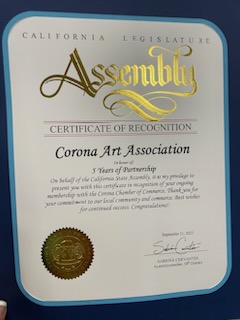 CALIFORNIA LEGISLATURE
Assembly
CERTIFICATE OF RECOGNITION
Corona Art Association
In honor of
5 Years of Partnership
On behalf of the California State Assembly, it is my privilege to
present you with this certificate in recognition of your ongoing
membership with the Corona Chamber of Commerce. Thank you for
your commitment to our local community and commerce. Best wishes
for continued success. Congratulations!
SABRINA CERVANTES